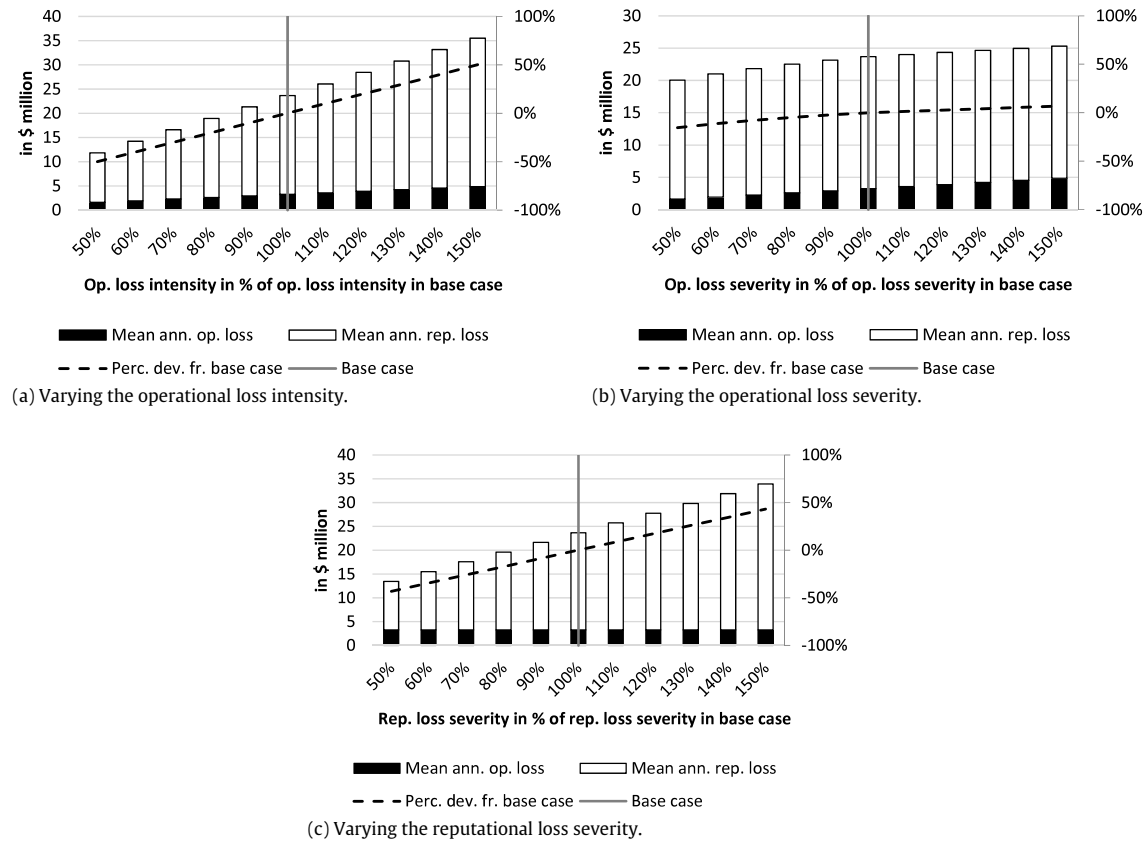 40
35
30
25
20
15
10
5
0
in $ million
100%
50%
0%
-50%
-100%
50% 60% 70% 80% 90% 100% 110% 120% 130% 140% 150%
Op. loss intensity in % of op. loss intensity in base case
Mean ann. op. loss Mean ann. rep. loss
Perc. dev. fr. base case Base case
(a) Varying the operational loss intensity.
30
25
20
15
10
5
0
in $ million
100%
50%
0%
-50%
-100%
50% 60% 70% 80% 90% 100% 110% 120% 130% 140% 150%
Op. loss severity in % of op. loss severity in base case
Mean ann. op. loss Mean ann. rep. loss
Perc. dev. fr. base case Base case
(b) Varying the operational loss severity.
40
35
30
25
20
15
10
5
0
in $ million
100%
50%
0%
-50%
-100%
50% 60% 70% 80% 90% 100% 110% 120% 130% 140% 150%
Rep. loss severity in % of rep. loss severity in base case
Mean ann. op. loss Mean ann. rep. loss
Perc. dev. fr. base case Base case
(c) Varying the reputational loss severity.